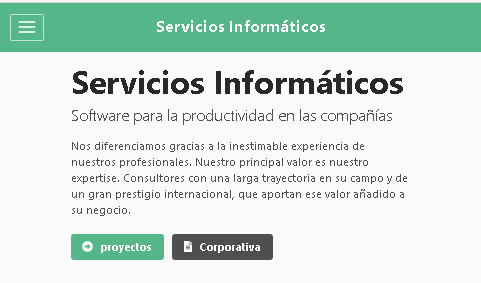 Servicios Informáticos
Servicios Informáticos
Software para la productividad en las compañías
Nos diferenciamos gracias a la inestimable experiencia de
nuestros profesionales. Nuestro principal valor es nuestro
expertise. Consultores con una larga trayectoria en su campo y de
un gran prestigio internacional, que aportan ese valor añadido a
su negocio.
proyectos Corporativa